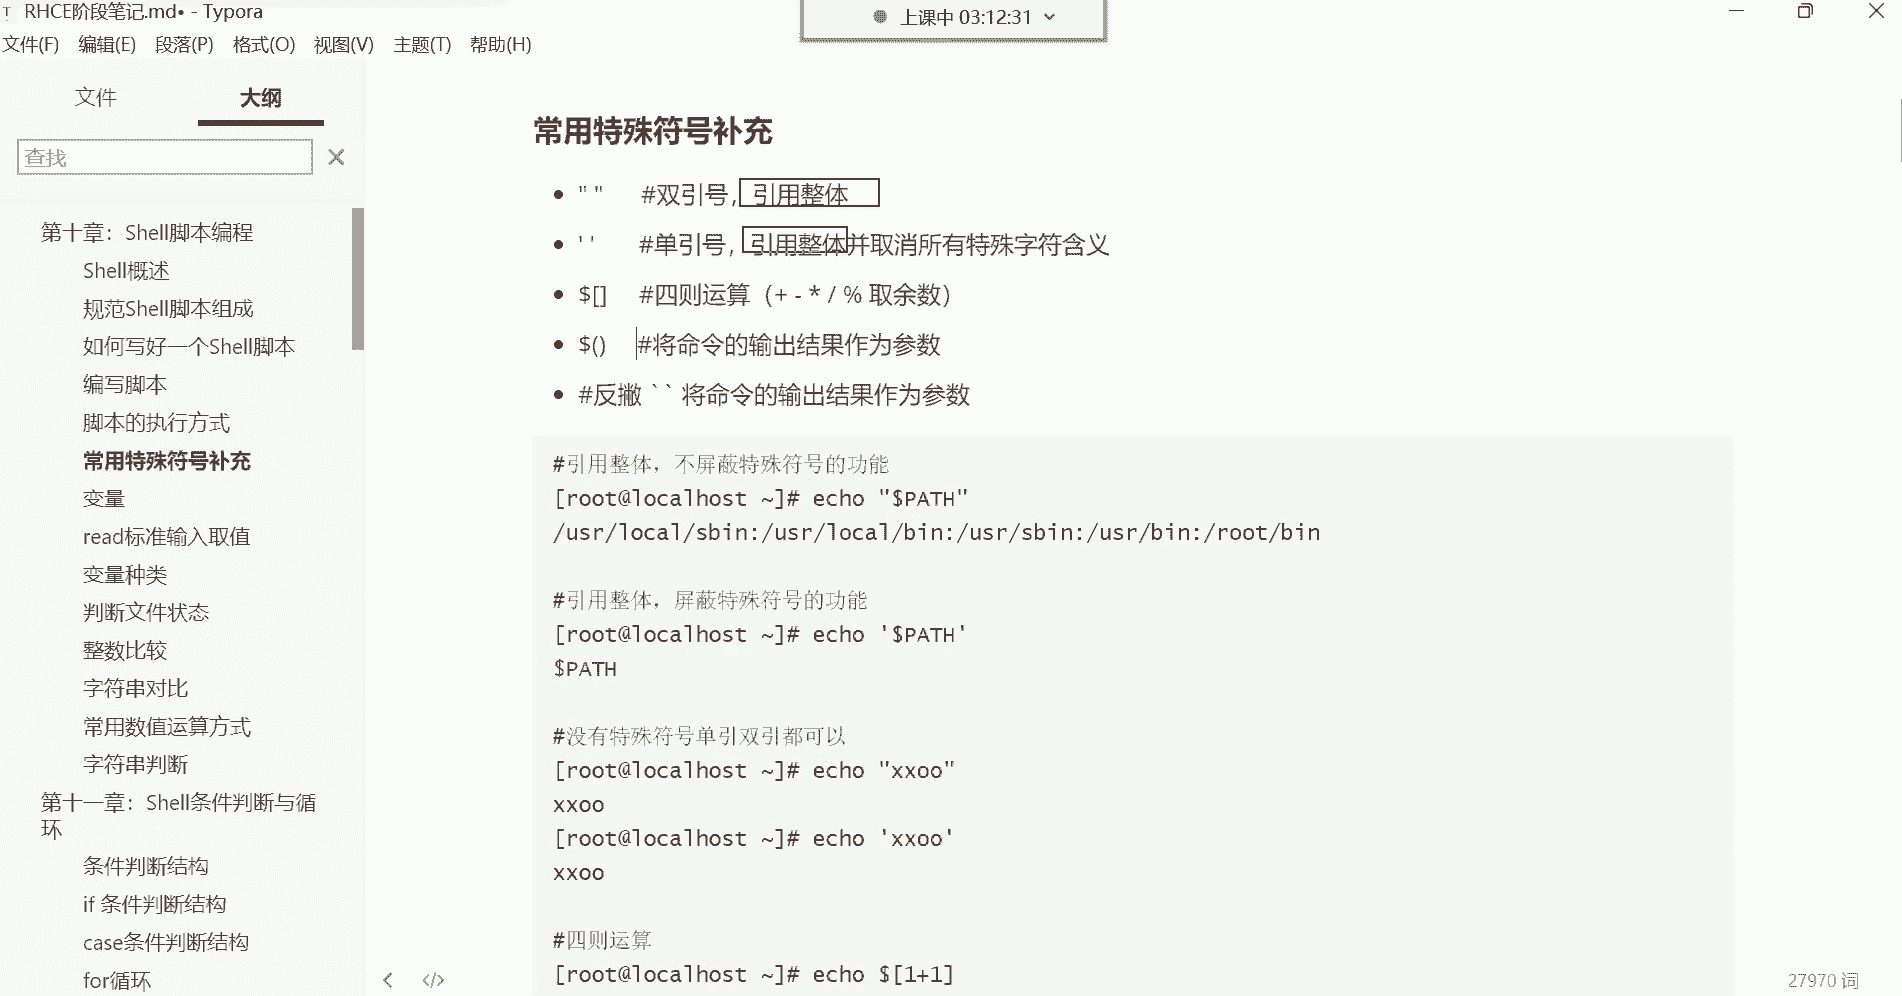 RHCE阶段笔记.md• - Typora
上课中 03:12:31
文件(F) 编辑(E) 段落(P) 格式(O) 视图(V) 主题(T) 帮助(H)
文件 大纲
查找
第十章：Shell脚本编程
Shell概述
规范Shell脚本组成
如何写好一个Shell脚本
编写脚本
脚本的执行方式
常用特殊符号补充
变量
read标准输入取值
变量种类
判断文件状态
整数比较
字符串对比
常用数值运算方式
字符串判断
第十一章：Shell条件判断与循
环
条件判断结构
if 条件判断结构
case条件判断结构
for循环
常用特殊符号补充
• " " #双引号, 引用整体
• ' ' #单引号, 引用整体并取消所有特殊字符含义
• $[] #四则运算（+ - * / % 取余数）
• $() #将命令的输出结果作为参数
• #反撇 ` ` 将命令的输出结果作为参数
#引用整体，不屏蔽特殊符号的功能
[root@localhost ~]# echo "$PATH"
/usr/local/sbin:/usr/local/bin:/usr/sbin:/usr/bin:/root/bin
#引用整体，屏蔽特殊符号的功能
[root@localhost ~]# echo '$PATH'
$PATH
#没有特殊符号单引双引都可以
[root@localhost ~]# echo "xxoo"
xxoo
[root@localhost ~]# echo 'xxoo'
xxoo
#四则运算
[root@localhost ~]# echo $[1+1]
27970 词